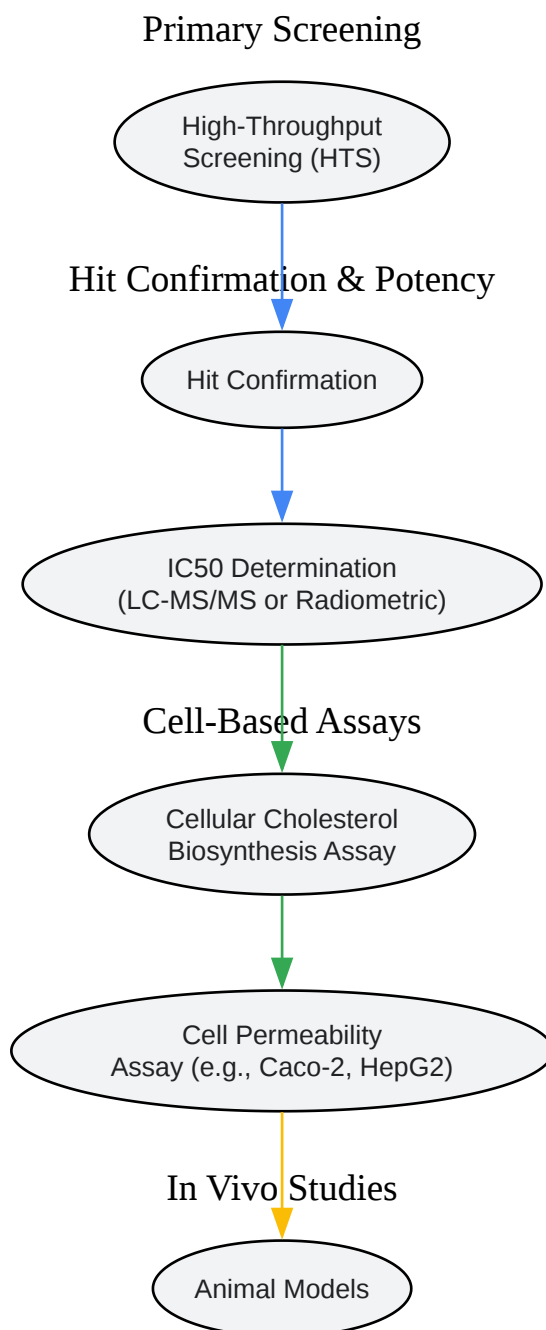 Primary Screening
High-Throughput
Screening (HTS)
Hit Confirmation & Potency
Hit Confirmation
IC50 Determination
(LC-MS/MS or Radiometric)
Cell-Based Assays
Cellular Cholesterol
Biosynthesis Assay
Cell Permeability
Assay (e.g., Caco-2, HepG2)
In Vivo Studies
Animal Models